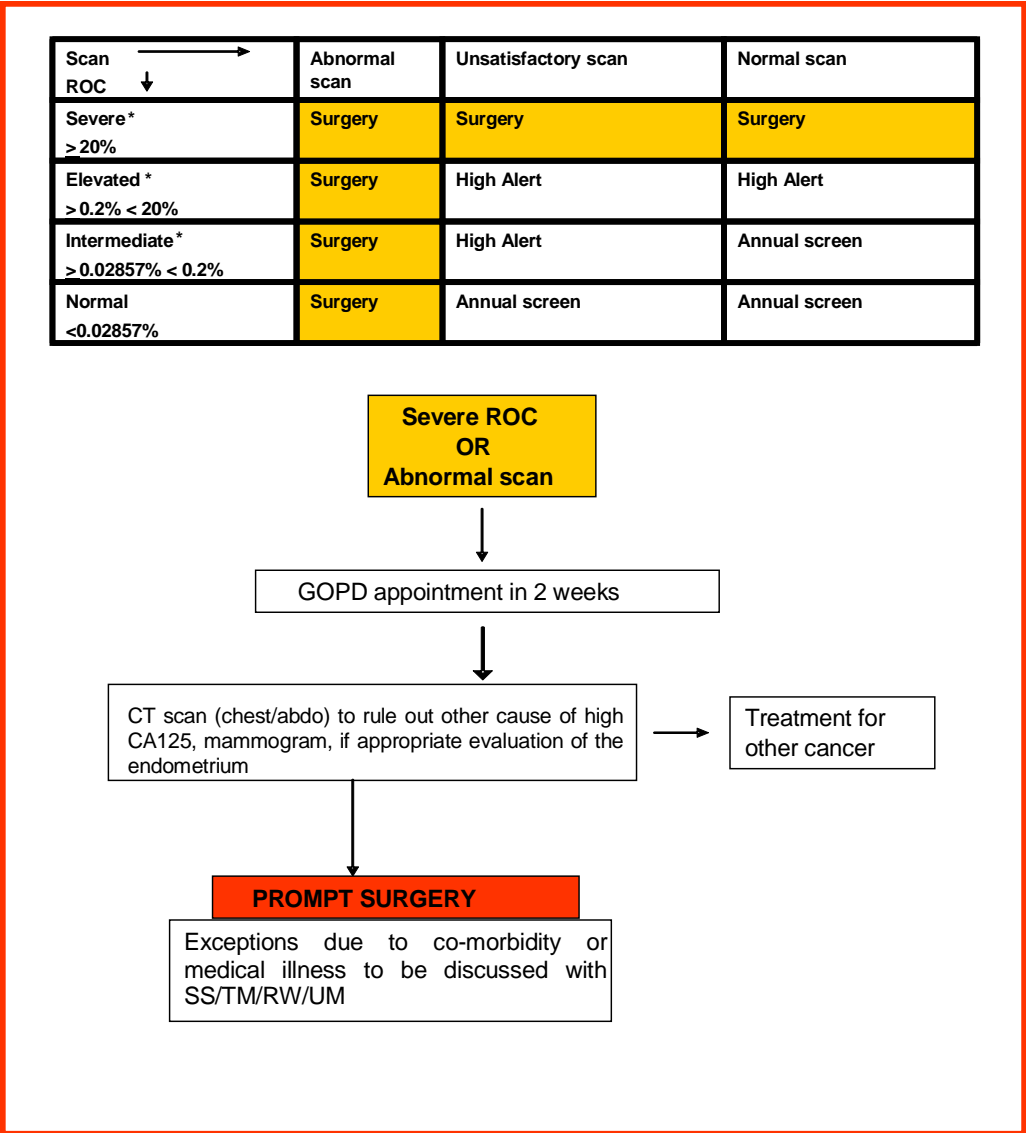 Scan
ROC
Abnormal
scan
Unsatisfactory scan
Normal scan
Severe*
≥ 20%
Surgery
Surgery
Surgery
Elevated *
≥ 0.2% < 20%
Surgery
High Alert
High Alert
Intermediate*
≥ 0.02857% < 0.2%
Surgery
High Alert
Annual screen
Normal
<0.02857%
Surgery
Annual screen
Annual screen
Severe ROC
OR
Abnormal scan
GOPD appointment in 2 weeks
CT scan (chest/abdo) to rule out other cause of high
CA125, mammogram, if appropriate evaluation of the
endometrium
Treatment for
other cancer
PROMPT SURGERY
Exceptions due to co-morbidity or
medical illness to be discussed with
SS/TM/RW/UM